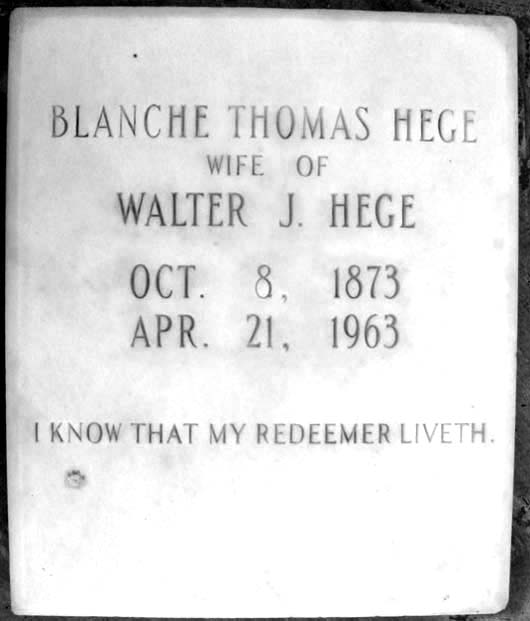 BLANCHE THOMAS HEGE
WIFE OF
WALTER J. HEGE
OCT. 8, 1873
APR. 21, 1963
I KNOW THAT MY REDEEMER LIVETH.